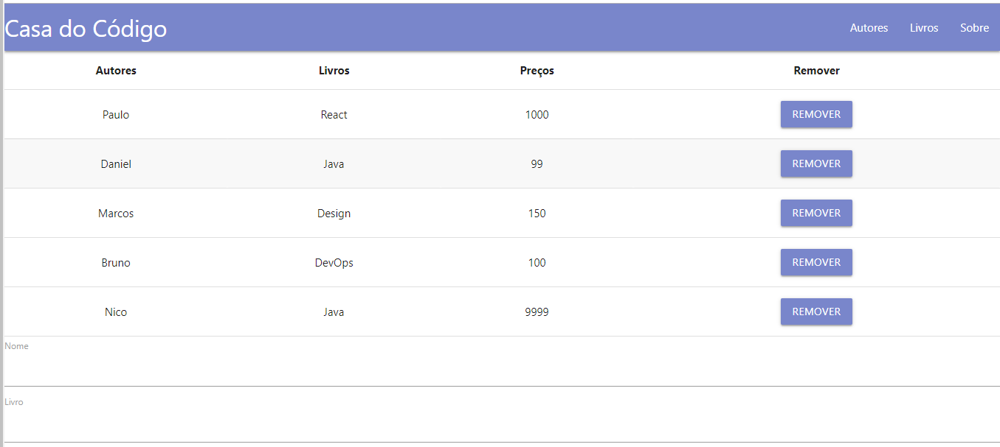 Casa do Código Autores Livros Sobre
Autores Livros Preços Remover
Paulo React 1000 REMOVER
Daniel Java 99 REMOVER
Marcos Design 150 REMOVER
Bruno DevOps 100 REMOVER
Nico Java 9999 REMOVER
Nome
Livro